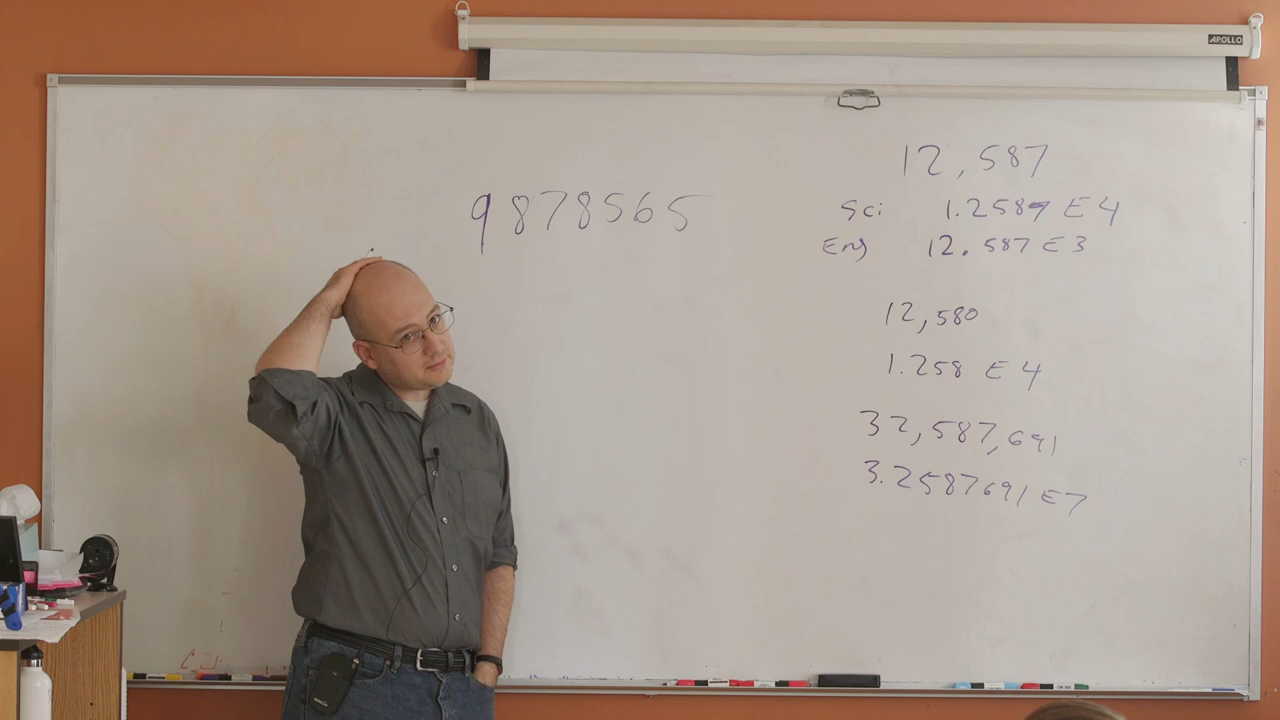 APOLLO
9878565
12,587
Sci 1.2587 E4
Eng 12.587 E3
12,580
1.258 E4
32,587,691
3.2587691 E7